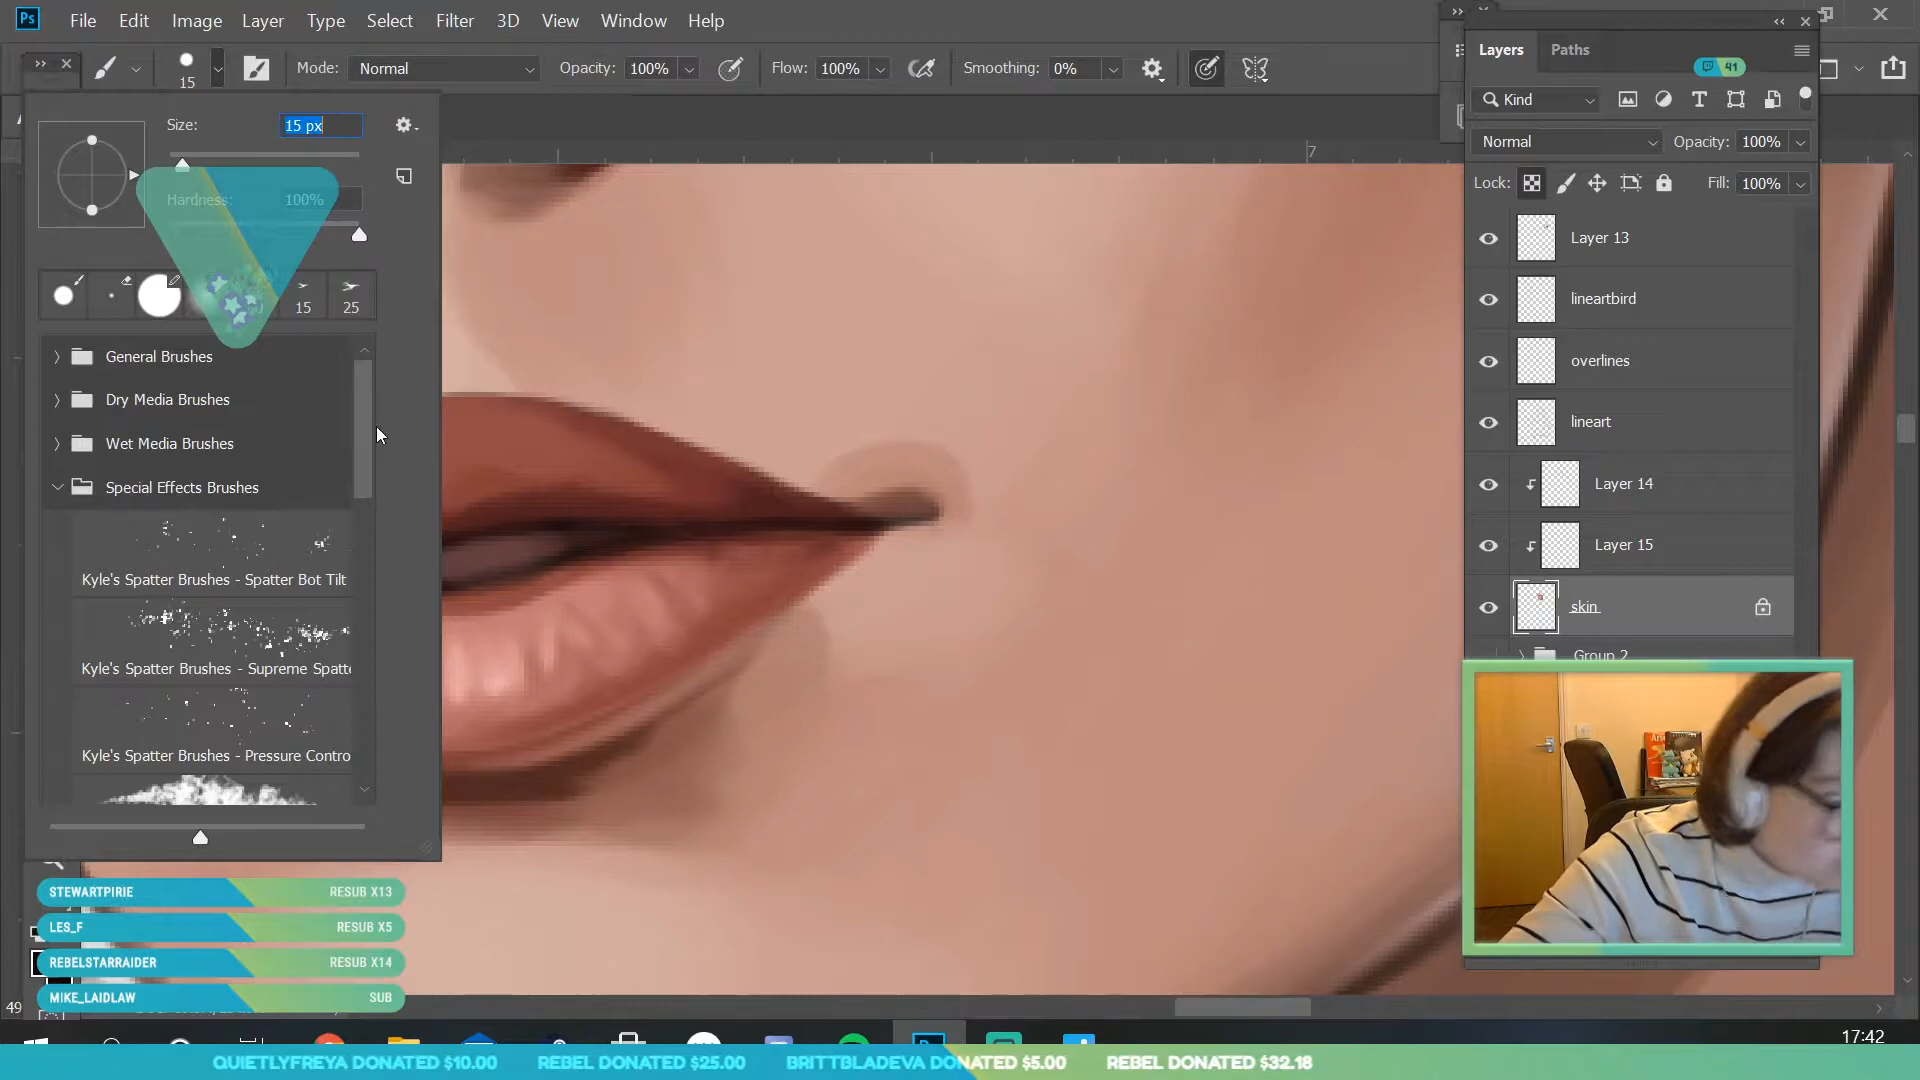 Ps File Edit Image Layer Type Select Filter 3D View Window Help
15 Mode: Normal Opacity: 100% Flow: 100% Smoothing: 0%
Size: 15 px
Hardness: 100%
15 25
General Brushes
Dry Media Brushes
Wet Media Brushes
Special Effects Brushes
Kyle's Spatter Brushes - Spatter Bot Tilt
Kyle's Spatter Brushes - Supreme Spatte
Kyle's Spatter Brushes - Pressure Contro
7
Layers Paths
41
Kind
Normal Opacity: 100%
Lock: Fill: 100%
Layer 13
lineartbird
overlines
lineart
Layer 14
Layer 15
skin
Group 2
STEWARTPIRIE RESUB X13
LES_F RESUB X5
REBELSTARRAIDER RESUB X14
MIKE_LAIDLAW SUB
49
17:42
QUIETLYFREYA DONATED $10.00 REBEL DONATED $25.00 BRITTBLADEVA DONATED $5.00 REBEL DONATED $32.18